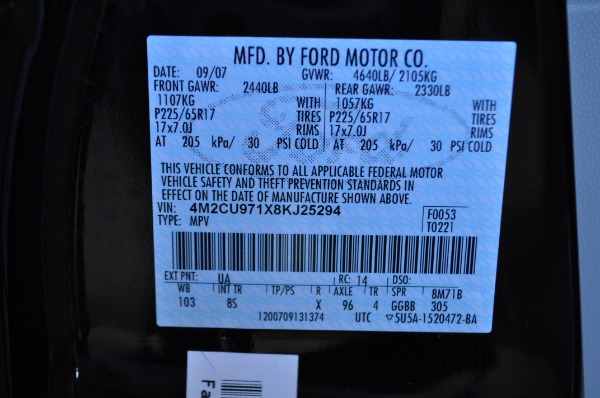 MFD. BY FORD MOTOR CO.
DATE: 09/07 GVWR: 4640LB/ 2105KG
FRONT GAWR: 2440LB REAR GAWR: 2330LB
1107KG WITH 1057KG WITH
P225/65R17 TIRES P225/65R17 TIRES
17x7.0J RIMS 17x7.0J RIMS
AT 205 kPa/ 30 PSI COLD AT 205 kPa/ 30 PSI COLD
Ford
THIS VEHICLE CONFORMS TO ALL APPLICABLE FEDERAL MOTOR
VEHICLE SAFETY AND THEFT PREVENTION STANDARDS IN
EFFECT ON THE DATE OF MANUFACTURE SHOWN ABOVE.
VIN: 4M2CU971X8KJ25294 F0053
TYPE: MPV T0221
EXT PNT: UA RC: 14 DSO:
WB INT TR TP/PS R AXLE TR SPR 8M71B
103 8S X 96 4 GGBB 305
1200709131374 UTC ▽5U5A-1520472-BA
Fa